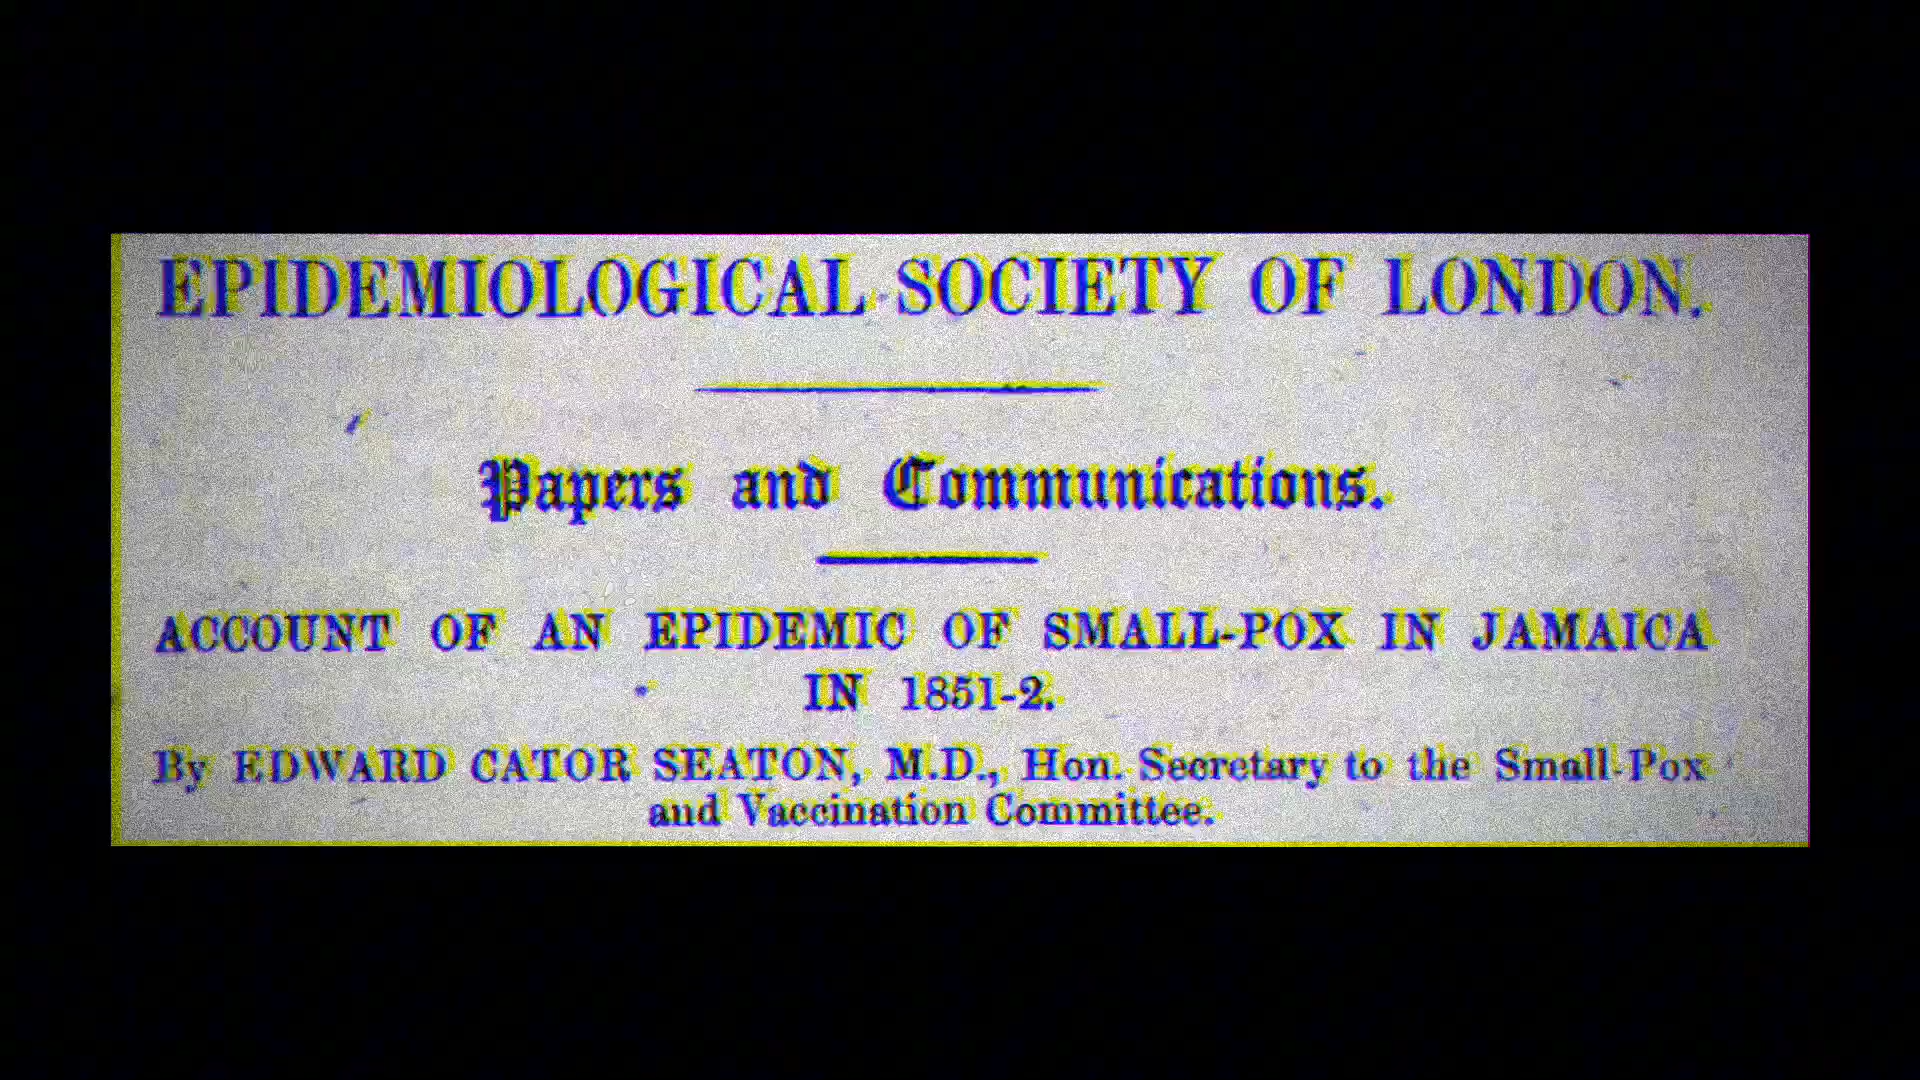 EPIDEMIOLOGICAL SOCIETY OF LONDON.
Papers and Communications.
ACCOUNT OF AN EPIDEMIC OF SMALL-POX IN JAMAICA
IN 1851-2.
By EDWARD CATOR SEATON, M.D., Hon. Secretary to the Small-Pox
and Vaccination Committee.